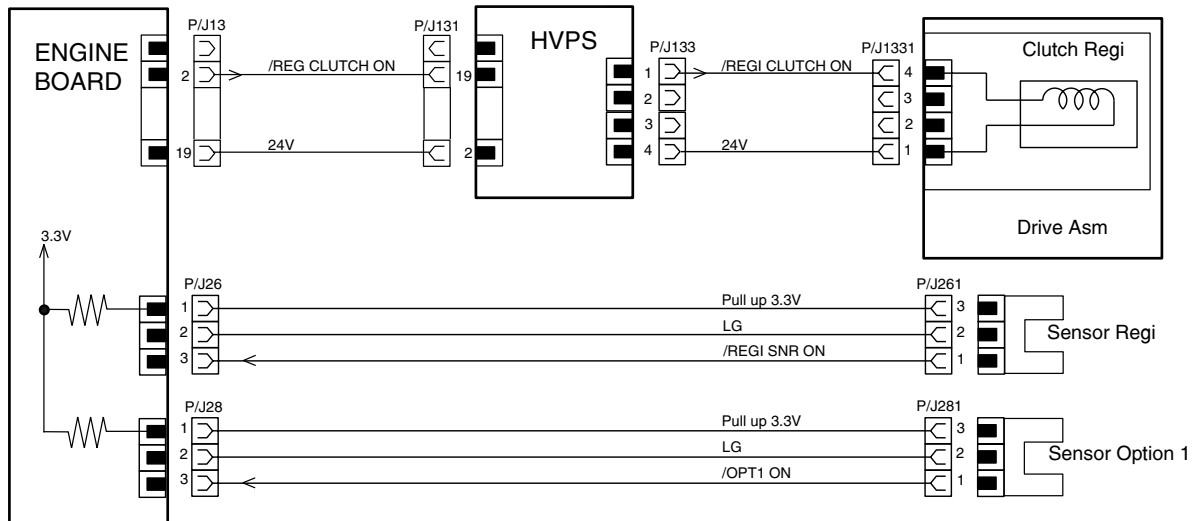 ENGINE
BOARD
P/J13
2
19
/REG CLUTCH ON
24V
P/J131
19
2
HVPS
P/J133
1
2
3
4
/REGI CLUTCH ON
24V
P/J1331
4
3
2
1
Clutch Regi
Drive Asm
3.3V
P/J26
1
2
3
Pull up 3.3V
LG
/REGI SNR ON
P/J261
3
2
1
Sensor Regi
P/J28
1
2
3
Pull up 3.3V
LG
/OPT1 ON
P/J281
3
2
1
Sensor Option 1